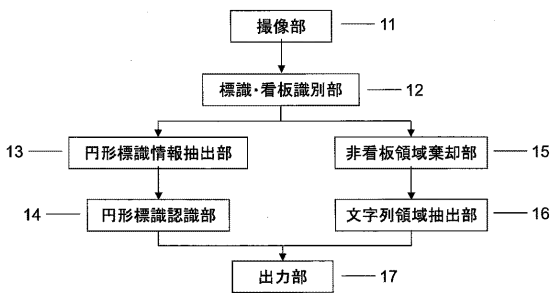 撮像部 11
標識・看板識別部 12
13 円形標識情報抽出部 非看板領域棄却部 15
14 円形標識認識部 文字列領域抽出部 16
出力部 17